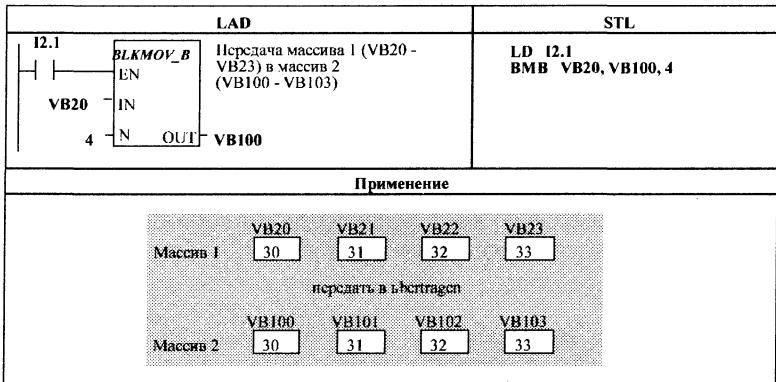 LAD
STL
I2.1
BLKMOV_B
EN
VB20
IN
4
N
OUT
VB100
Передача массива 1 (VB20 -
VB23) в массив 2
(VB100 - VB103)
LD I2.1
BMB VB20, VB100, 4
Применение
VB20 VB21 VB22 VB23
Массив 1 30 31 32 33
передать в
VB100 VB101 VB102 VB103
Массив 2 30 31 32 33